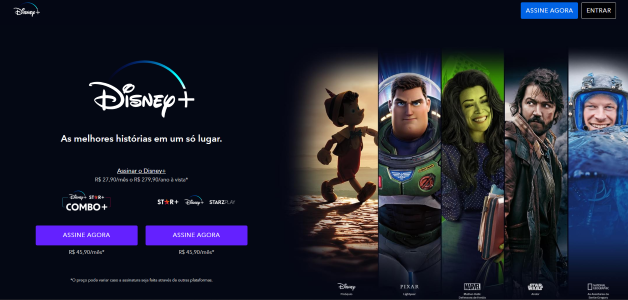 Disney+
ASSINE AGORA
ENTRAR
Disney+
As melhores histórias em um só lugar.
Assinar o Disney+
R$ 27,90/mês o R$ 279,90/ano à vista*
Disney+ STAR+
COMBO+
STAR+ Disney+ STARZPLAY
ASSINE AGORA
ASSINE AGORA
R$ 45,90/mês*
R$ 45,90/mês*
*O preço pode variar caso a assinatura seja feita através de outras plataformas.
Disney
PIXAR
MARVEL
STAR WARS
NATIONAL GEOGRAPHIC
Pinóquio
Lightyear